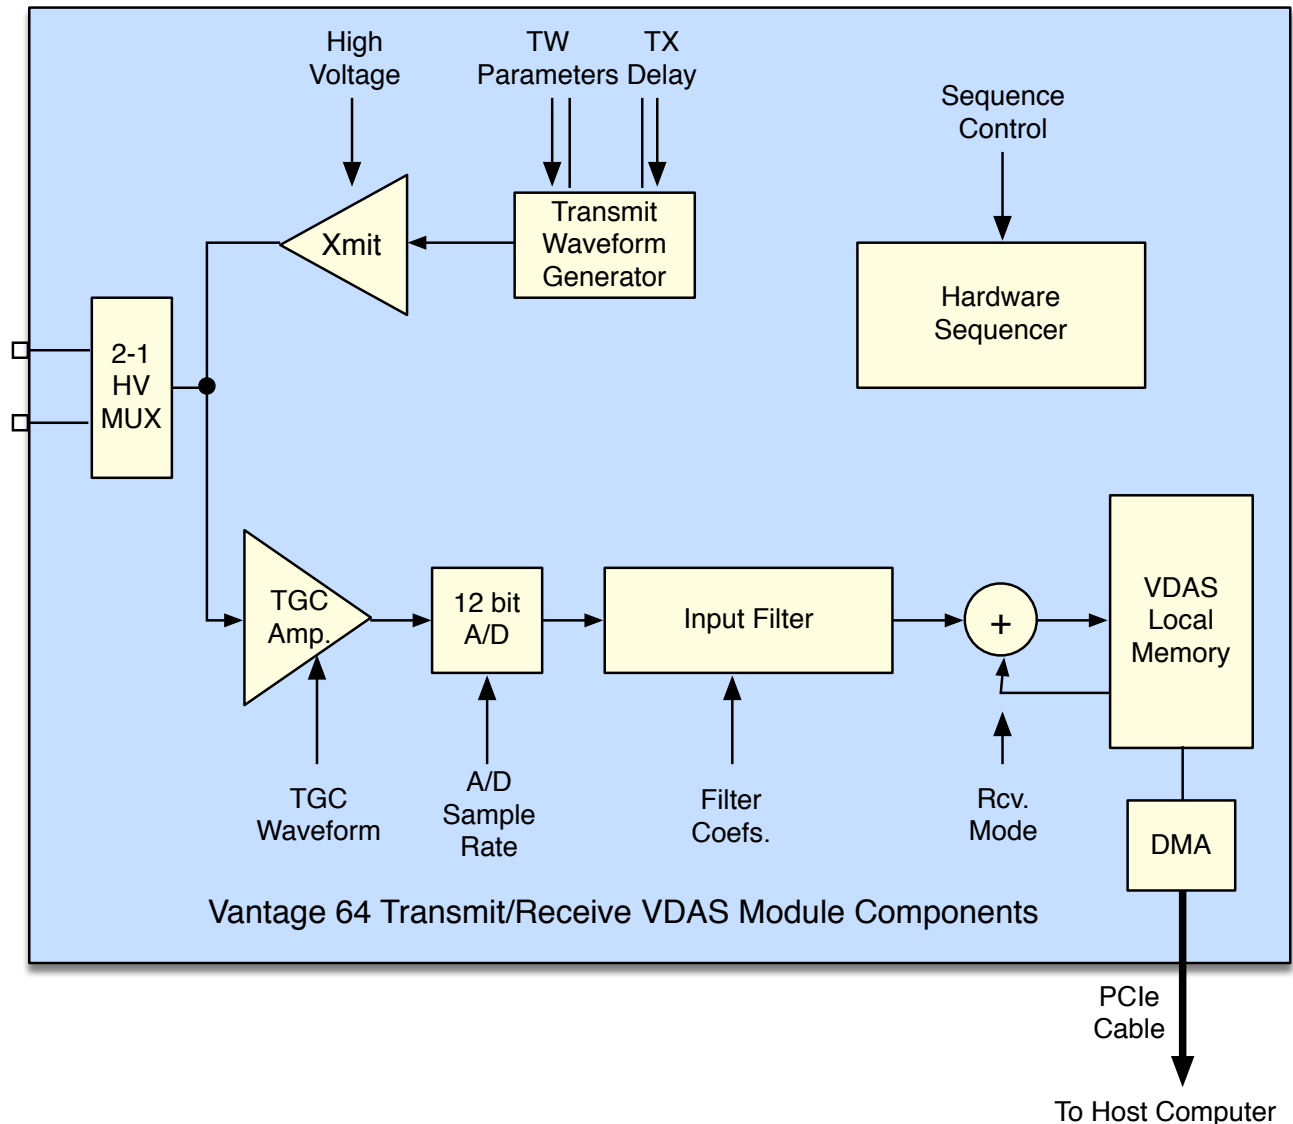 High
Voltage
TW
Parameters
TX
Delay
Sequence
Control
Xmit
Transmit
Waveform
Generator
Hardware
Sequencer
2-1
HV
MUX
TGC
Amp.
12 bit
A/D
Input Filter
+
VDAS
Local
Memory
TGC
Waveform
A/D
Sample
Rate
Filter
Coefs.
Rcv.
Mode
DMA
Vantage 64 Transmit/Receive VDAS Module Components
PCIe
Cable
To Host Computer